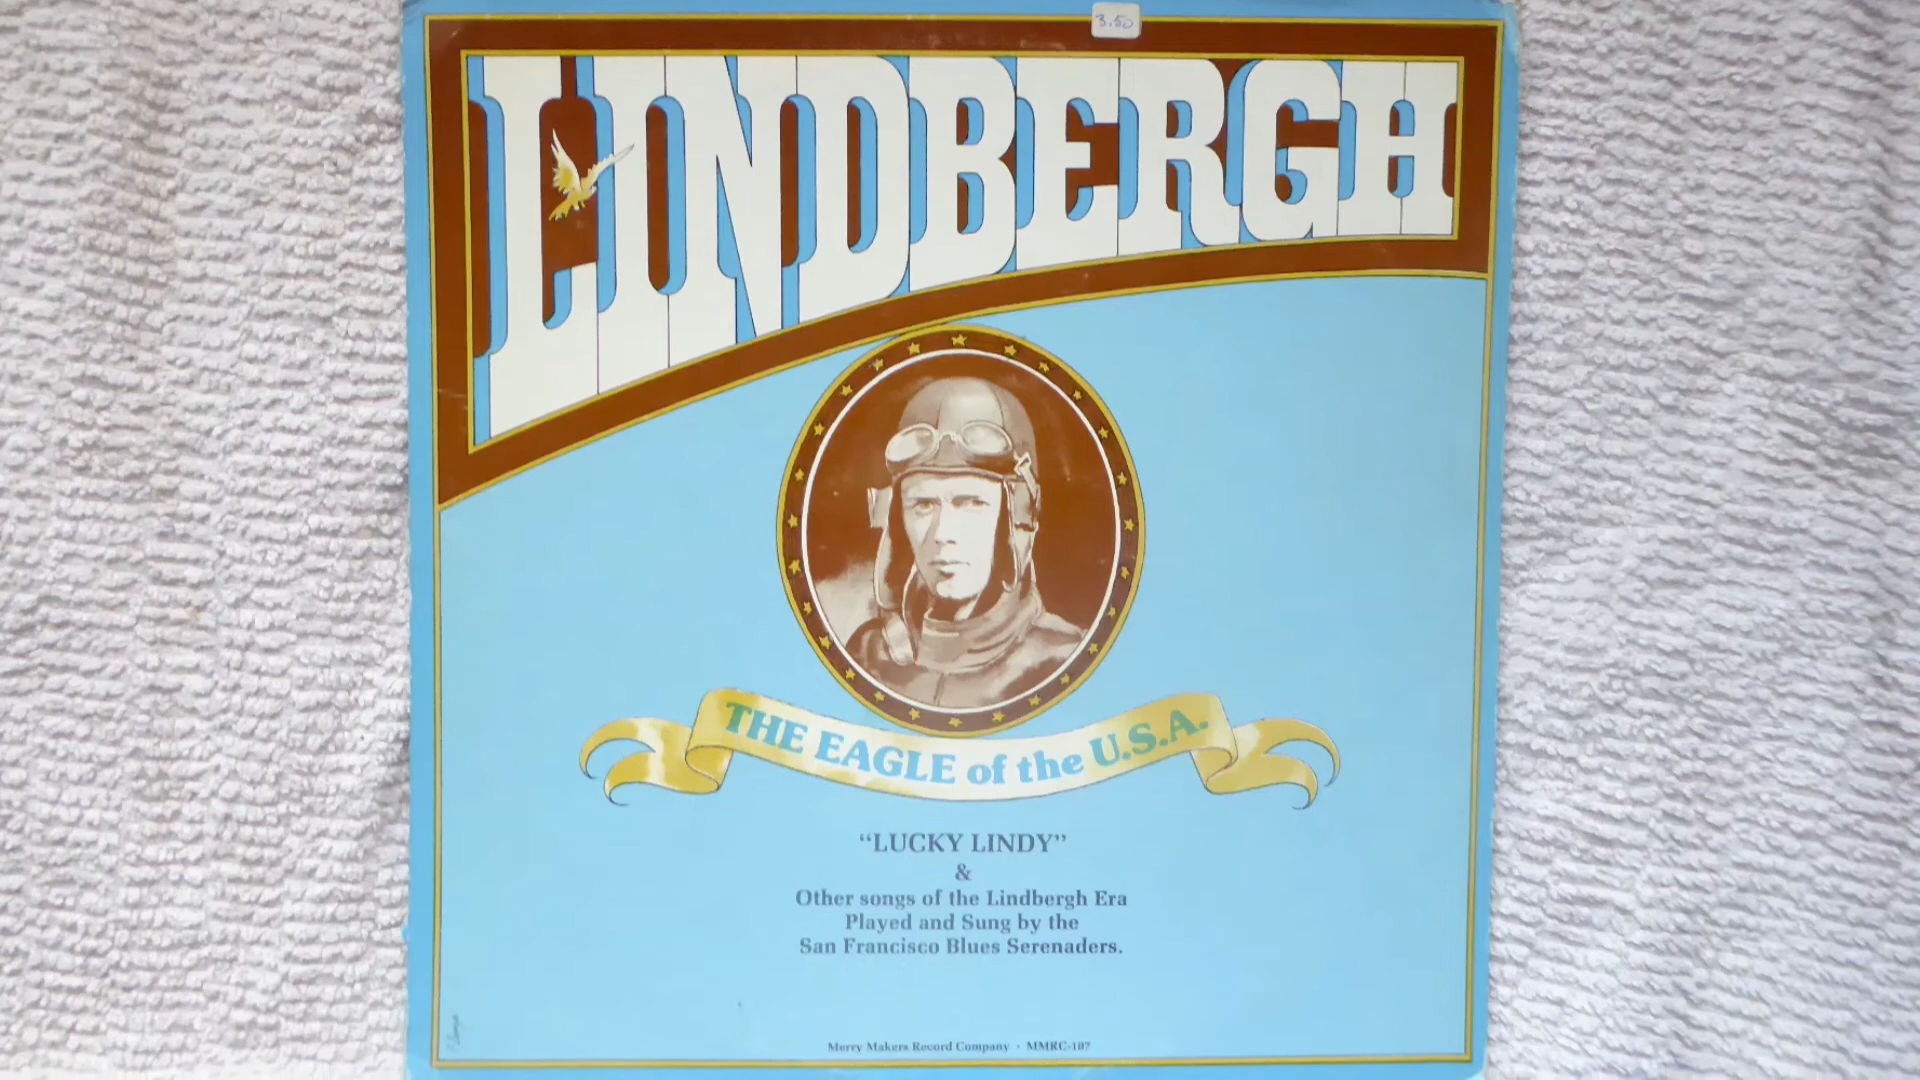 3.50
LINDBERGH
THE EAGLE of the U.S.A.
“LUCKY LINDY”
&
Other songs of the Lindbergh Era
Played and Sung by the
San Francisco Blues Serenaders.
Merry Makers Record Company · MMRC-107